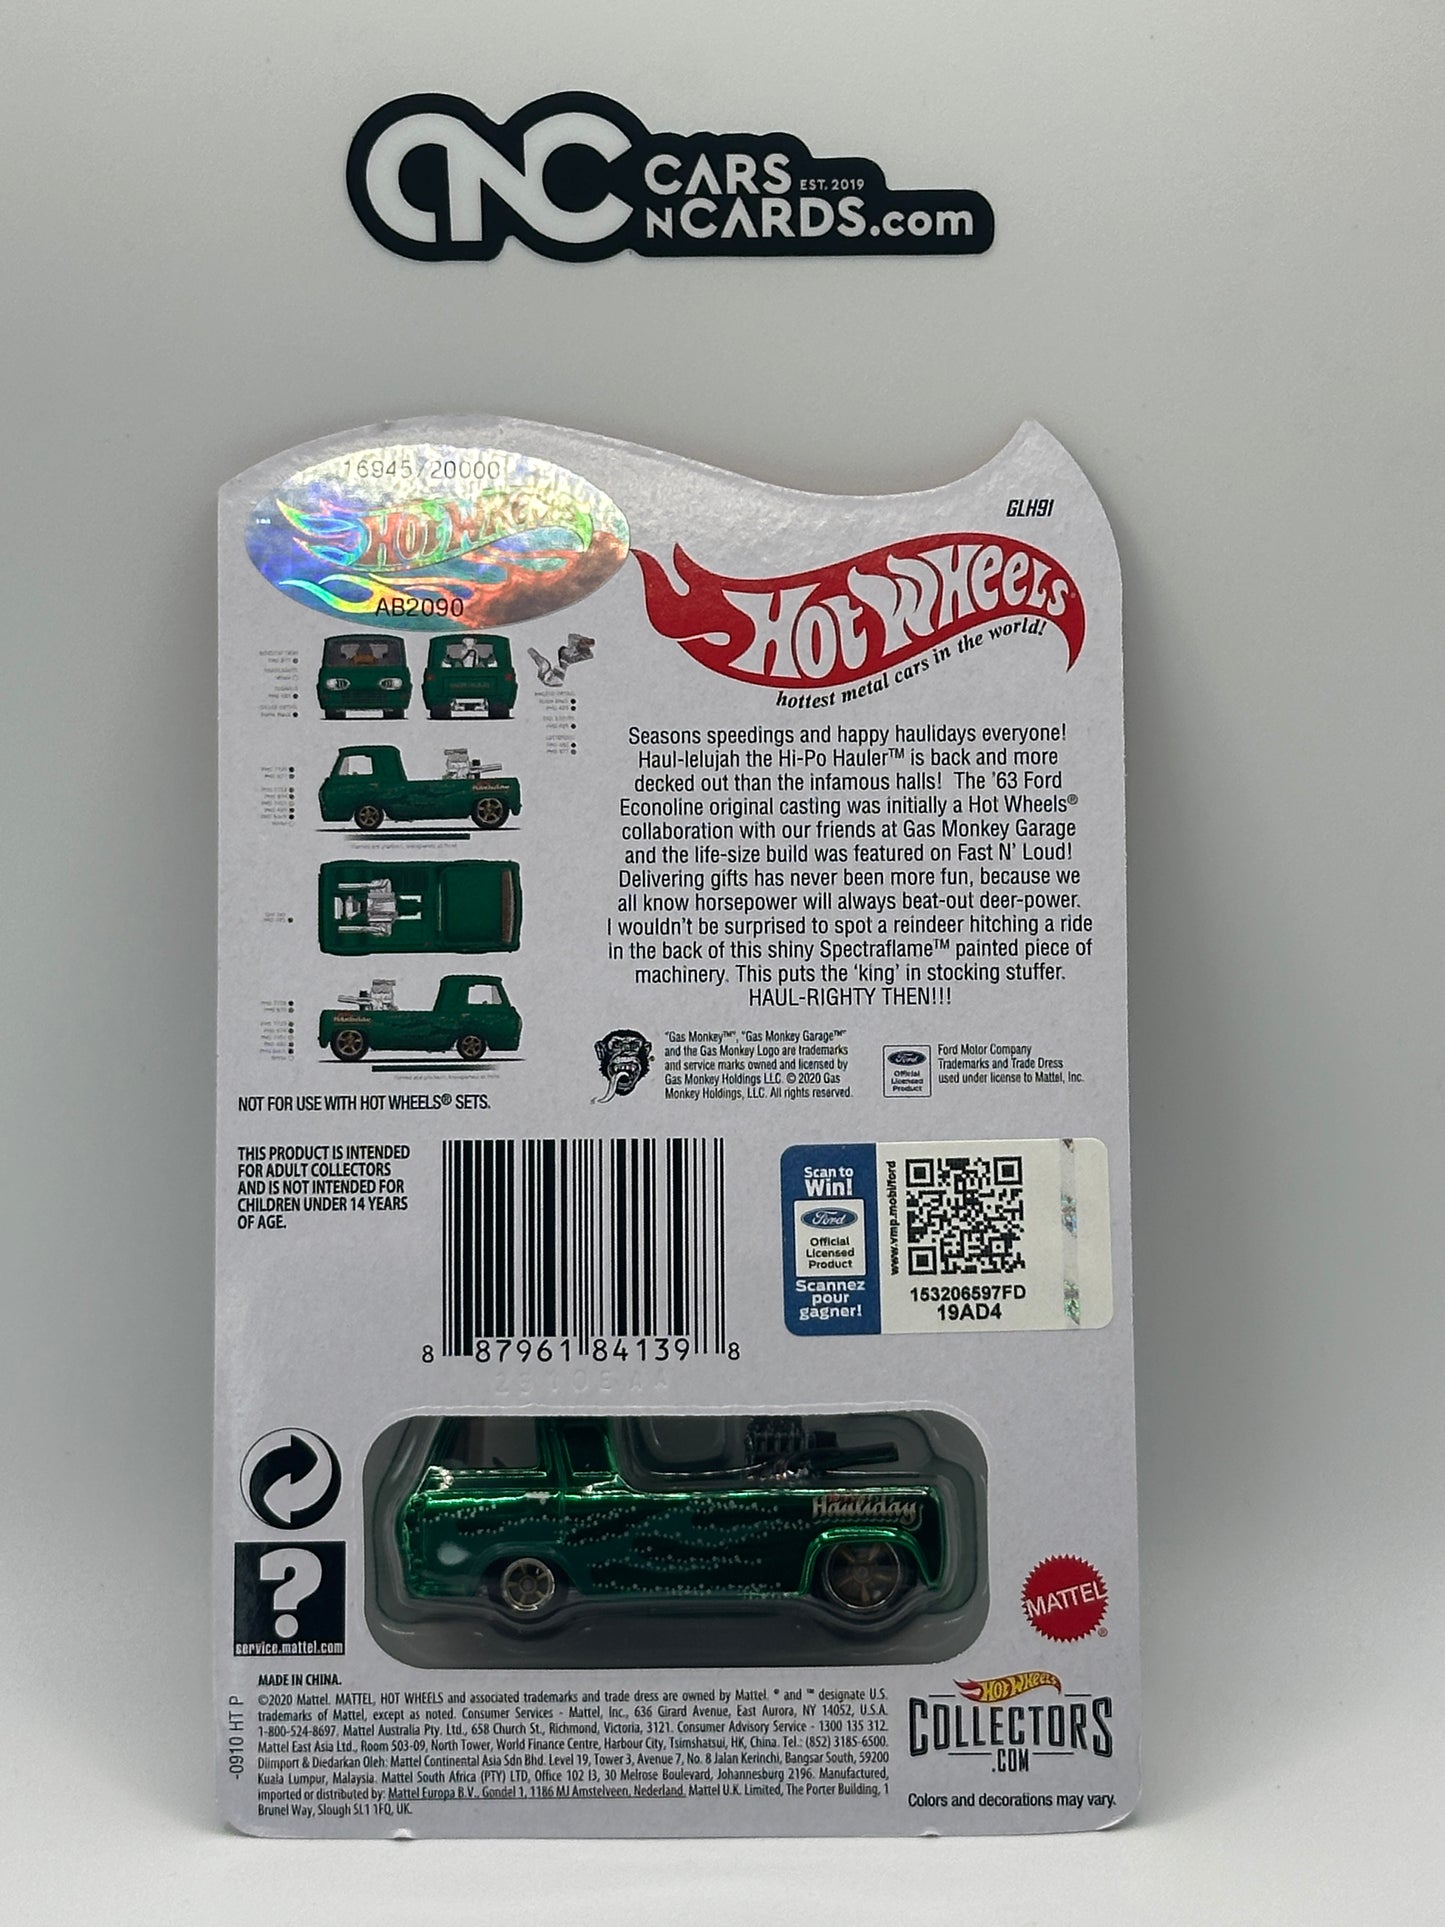 CNC CARS EST. 2019
NCARDS.com
16945/20000
HOT WHEELS
AB2090
GLH91
HOT WHEELS
hottest metal cars in the world!
Seasons speedings and happy haulidays everyone!
Haul-lelujah the Hi-Po Hauler™ is back and more
decked out than the infamous halls! The '63 Ford
Econoline original casting was initially a Hot Wheels®
collaboration with our friends at Gas Monkey Garage
and the life-size build was featured on Fast N' Loud!
Delivering gifts has never been more fun, because we
all know horsepower will always beat-out deer-power.
I wouldn't be surprised to spot a reindeer hitching a ride
in the back of this shiny Spectraflame™ painted piece of
machinery. This puts the 'king' in stocking stuffer.
HAUL-RIGHTY THEN!!!
"Gas Monkey™", "Gas Monkey Garage™"
and the Gas Monkey Logo are trademarks
and service marks owned and licensed by
Gas Monkey Holdings LLC. © 2020 Gas
Monkey Holdings, LLC. All rights reserved.
Ford
Official
Licensed
Product
Ford Motor Company
Trademarks and Trade Dress
used under license to Mattel, Inc.
NOT FOR USE WITH HOT WHEELS® SETS.
THIS PRODUCT IS INTENDED
FOR ADULT COLLECTORS
AND IS NOT INTENDED FOR
CHILDREN UNDER 14 YEARS
OF AGE.
8 87961 84139 8
Scan to
Win!
Ford
Official
Licensed
Product
Scannez
pour
gagner!
www.vmp.mobi/ford
153206597FD
19AD4
Hauliday
?
service.mattel.com
MATTEL®
-0910 HT P
MADE IN CHINA.
©2020 Mattel. MATTEL, HOT WHEELS and associated trademarks and trade dress are owned by Mattel. ® and ™ designate U.S.
trademarks of Mattel, except as noted. Consumer Services - Mattel, Inc., 636 Girard Avenue, East Aurora, NY 14052, U.S.A.
1-800-524-8697. Mattel Australia Pty. Ltd., 658 Church St., Richmond, Victoria, 3121. Consumer Advisory Service - 1300 135 312.
Mattel East Asia Ltd., Room 503-09, North Tower, World Finance Centre, Harbour City, Tsimshatsui, HK, China. Tel.: (852) 3185-6500.
Diimport & Diedarkan Oleh: Mattel Continental Asia Sdn Bhd. Level 19, Tower 3, Avenue 7, No. 8 Jalan Kerinchi, Bangsar South, 59200
Kuala Lumpur, Malaysia. Mattel South Africa (PTY) LTD, Office 102 I3, 30 Melrose Boulevard, Johannesburg 2196. Manufactured,
imported or distributed by: Mattel Europa B.V., Gondel 1, 1186 MJ Amstelveen, Nederland. Mattel U.K. Limited, The Porter Building, 1
Brunel Way, Slough SL1 1FQ, UK.
HOT WHEELS
COLLECTORS
.COM
Colors and decorations may vary.